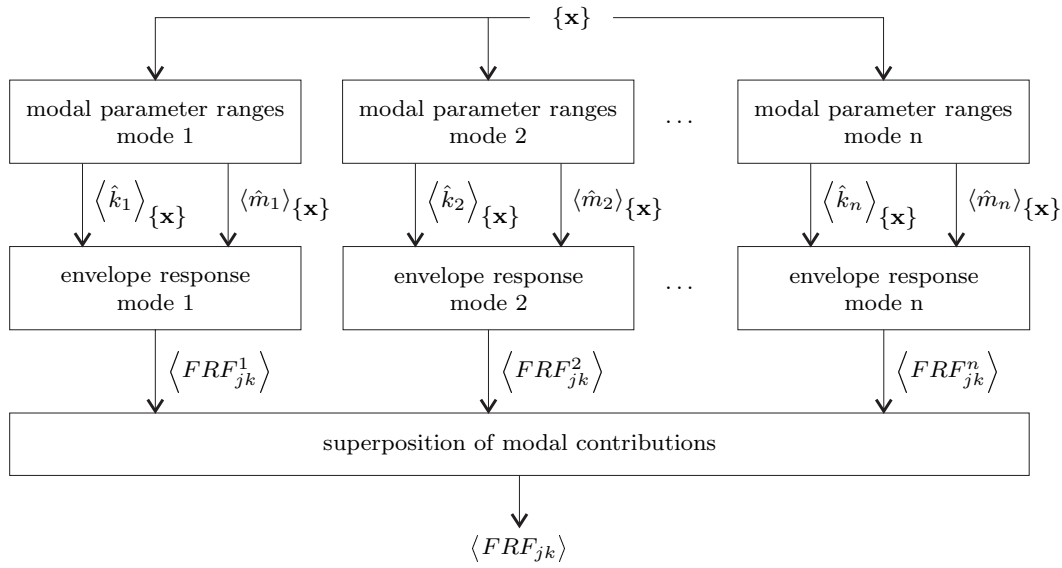 {x}
modal parameter ranges
mode 1
modal parameter ranges
mode 2
...
modal parameter ranges
mode n
⟨k̂₁⟩{x}
⟨m̂₁⟩{x}
⟨k̂₂⟩{x}
⟨m̂₂⟩{x}
⟨k̂ₙ⟩{x}
⟨m̂ₙ⟩{x}
envelope response
mode 1
envelope response
mode 2
...
envelope response
mode n
⟨FRF¹jk⟩
⟨FRF²jk⟩
⟨FRFⁿjk⟩
superposition of modal contributions
⟨FRFjk⟩